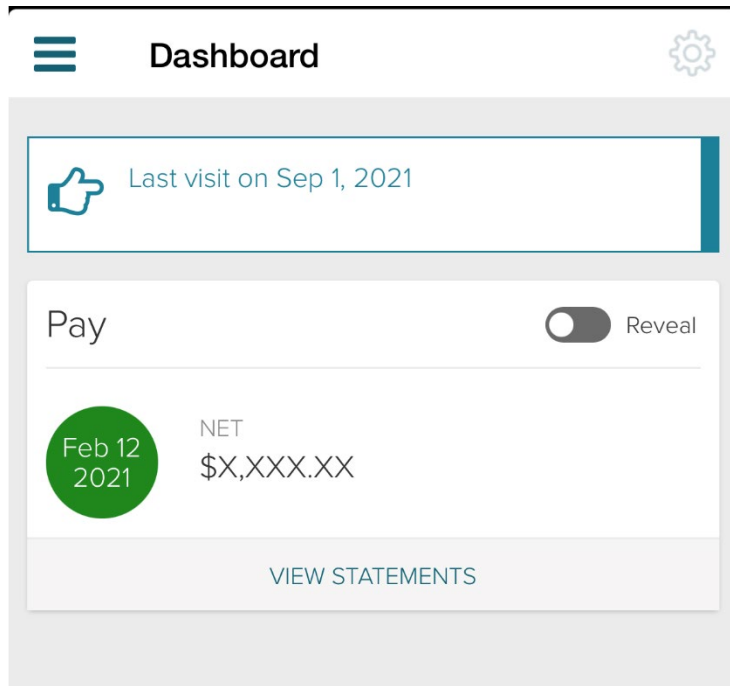 Dashboard
Last visit on Sep 1, 2021
Pay
Reveal
Feb 12
2021
NET
$X,XXX.XX
VIEW STATEMENTS